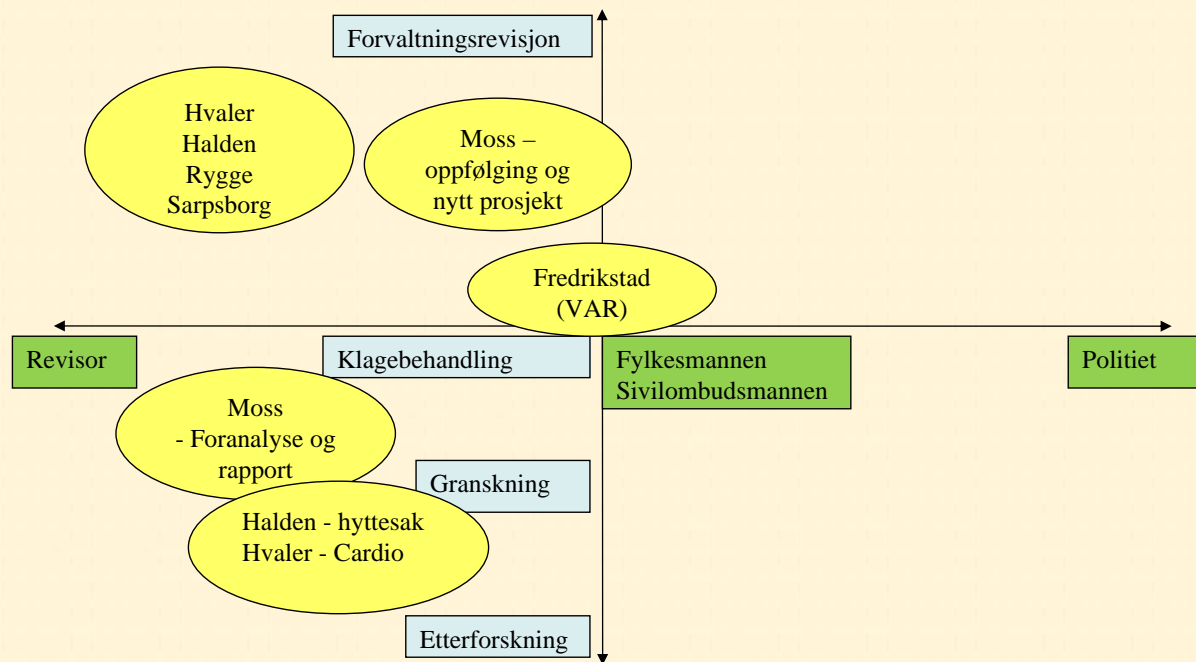 Forvaltningsrevisjon
Hvaler
Halden
Rygge
Sarpsborg
Moss –
oppfølging og
nytt prosjekt
Fredrikstad
(VAR)
Revisor
Klagebehandling
Fylkesmannen
Sivilombudsmannen
Politiet
Moss
- Foranalyse og
rapport
Granskning
Halden - hyttesak
Hvaler - Cardio
Etterforskning